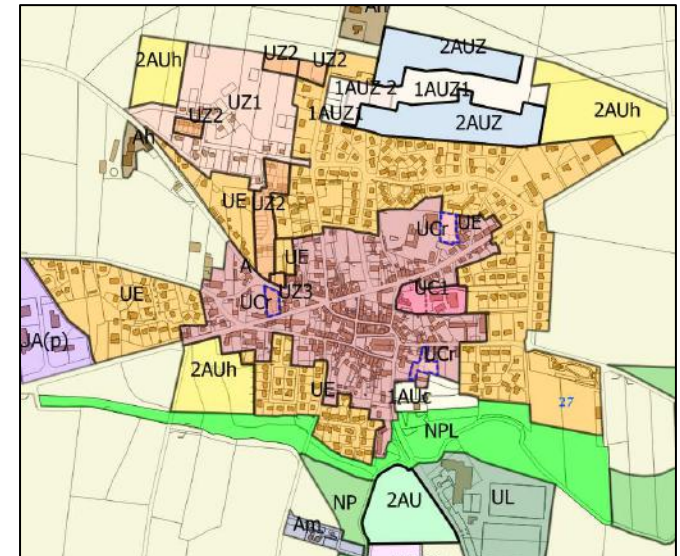 Ah
2AUZ
UZ2
UZ2
2AUh
1AUZ 2
1AUZ1
UZ1
2AUh
1AUZ1
UZ2
2AUZ
Ah
UE
UZ2
UCr
UE
UE
A
UCr
UZ3
UC1
UE
UA(p)
UCr
2AUh
UE
1AUc
27
NPL
NP
2AU
UL
Am